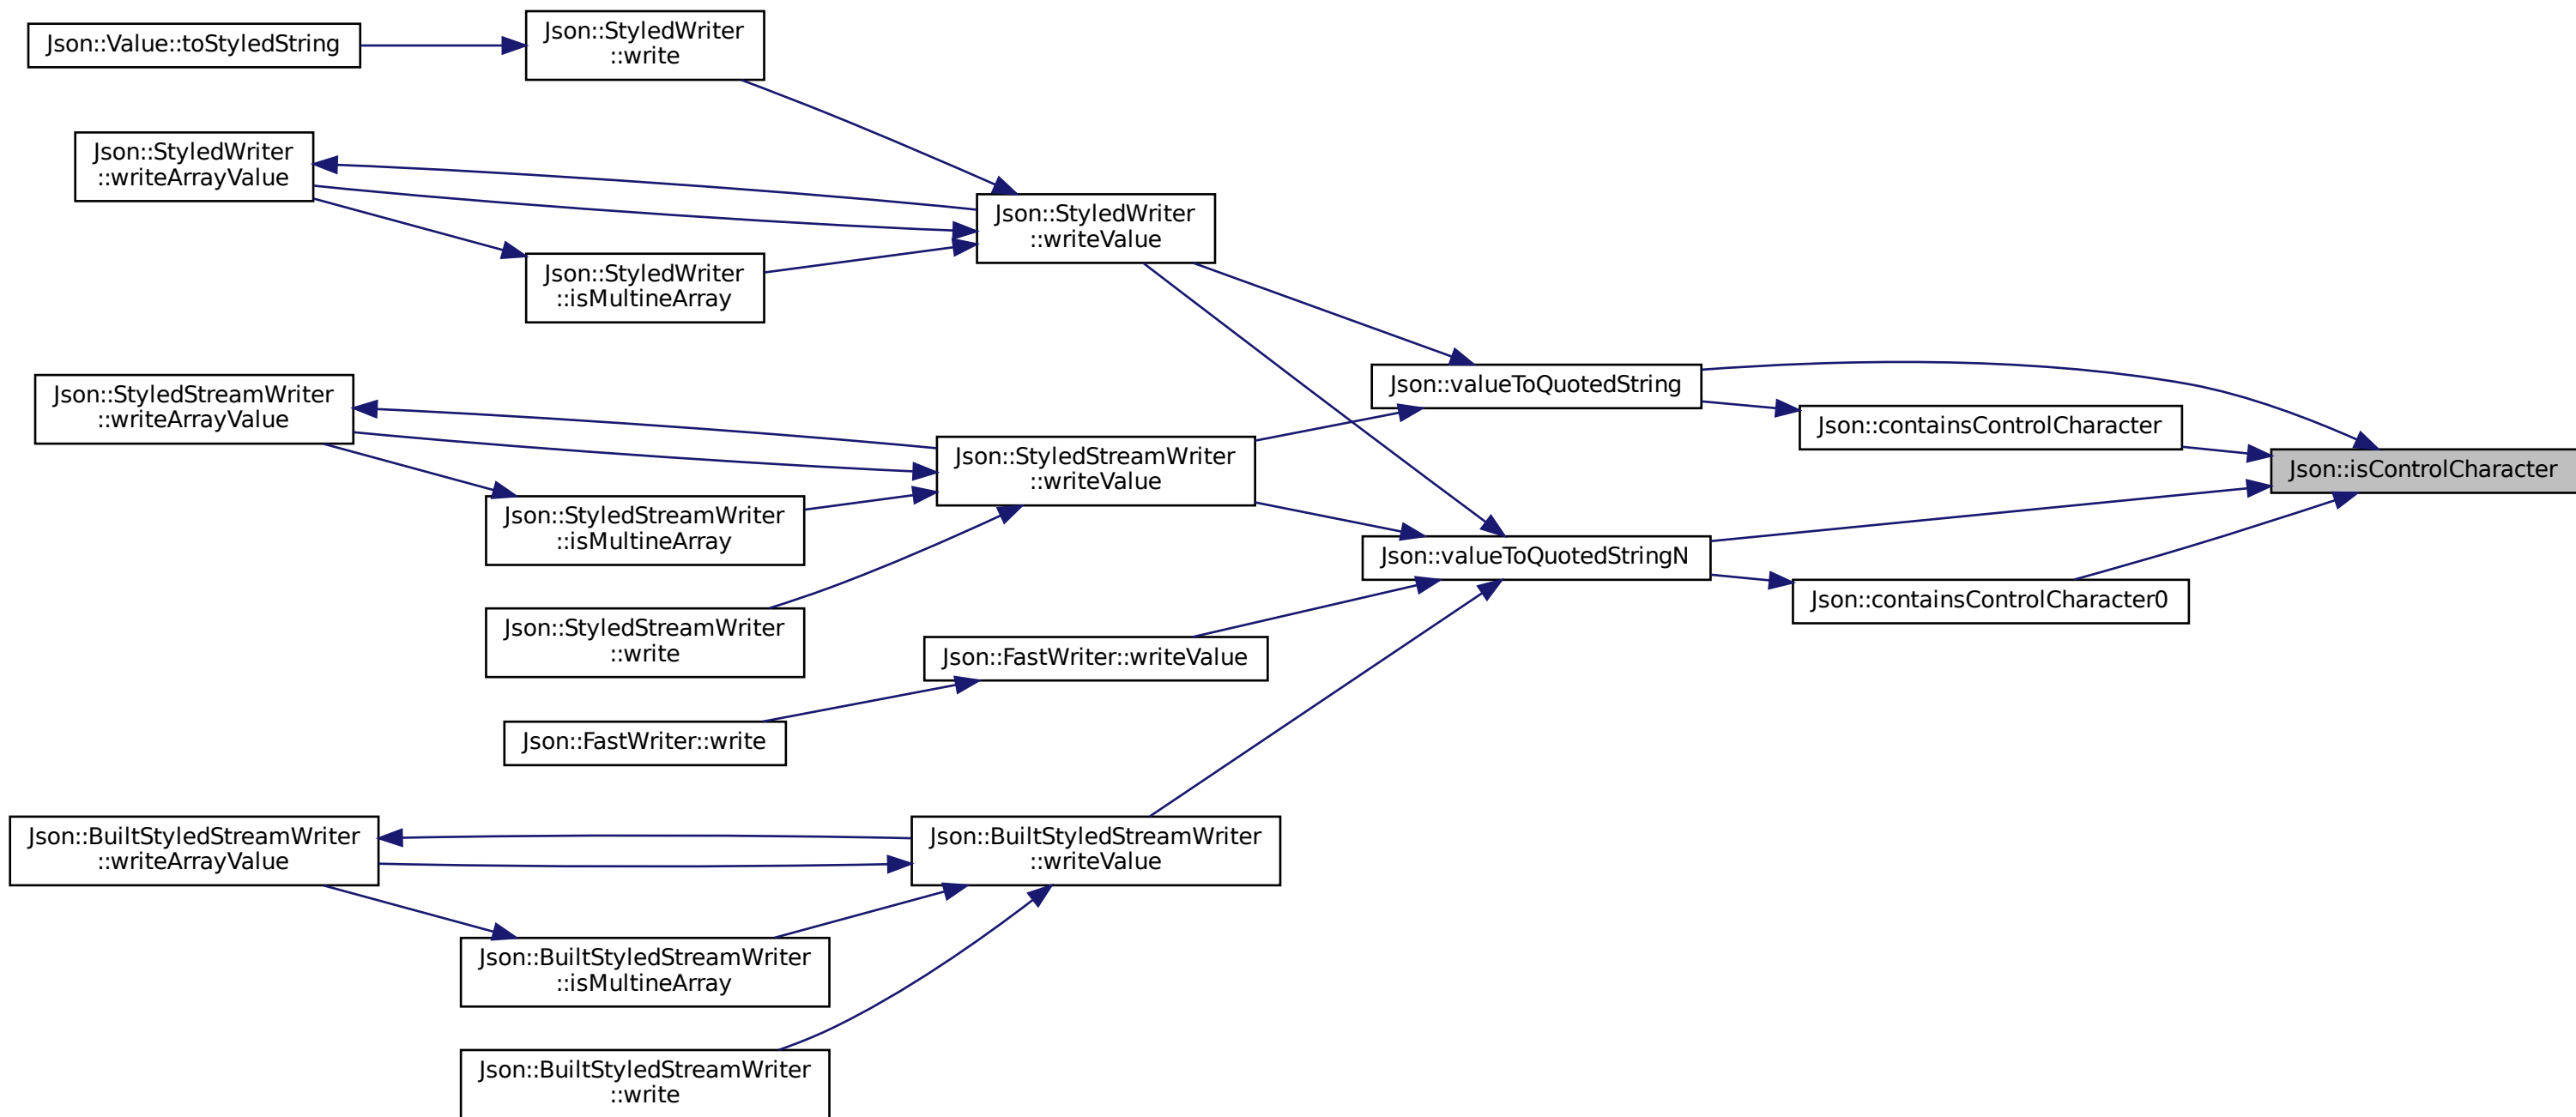 Json::Value::toStyledString
Json::StyledWriter
::write
Json::StyledWriter
::writeArrayValue
Json::StyledWriter
::writeValue
Json::StyledWriter
::isMultineArray
Json::valueToQuotedString
Json::StyledStreamWriter
::writeArrayValue
Json::containsControlCharacter
Json::StyledStreamWriter
::writeValue
Json::isControlCharacter
Json::StyledStreamWriter
::isMultineArray
Json::valueToQuotedStringN
Json::containsControlCharacter0
Json::StyledStreamWriter
::write
Json::FastWriter::writeValue
Json::FastWriter::write
Json::BuiltStyledStreamWriter
::writeArrayValue
Json::BuiltStyledStreamWriter
::writeValue
Json::BuiltStyledStreamWriter
::isMultineArray
Json::BuiltStyledStreamWriter
::write